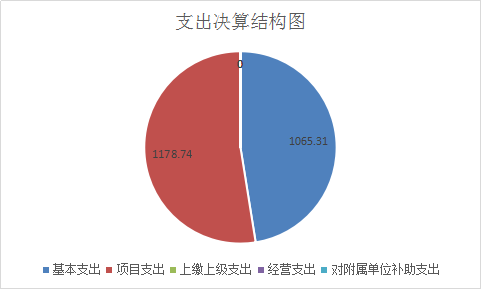 支出决算结构图
0
1065.31
1178.74
基本支出 项目支出 上缴上级支出 经营支出 对附属单位补助支出